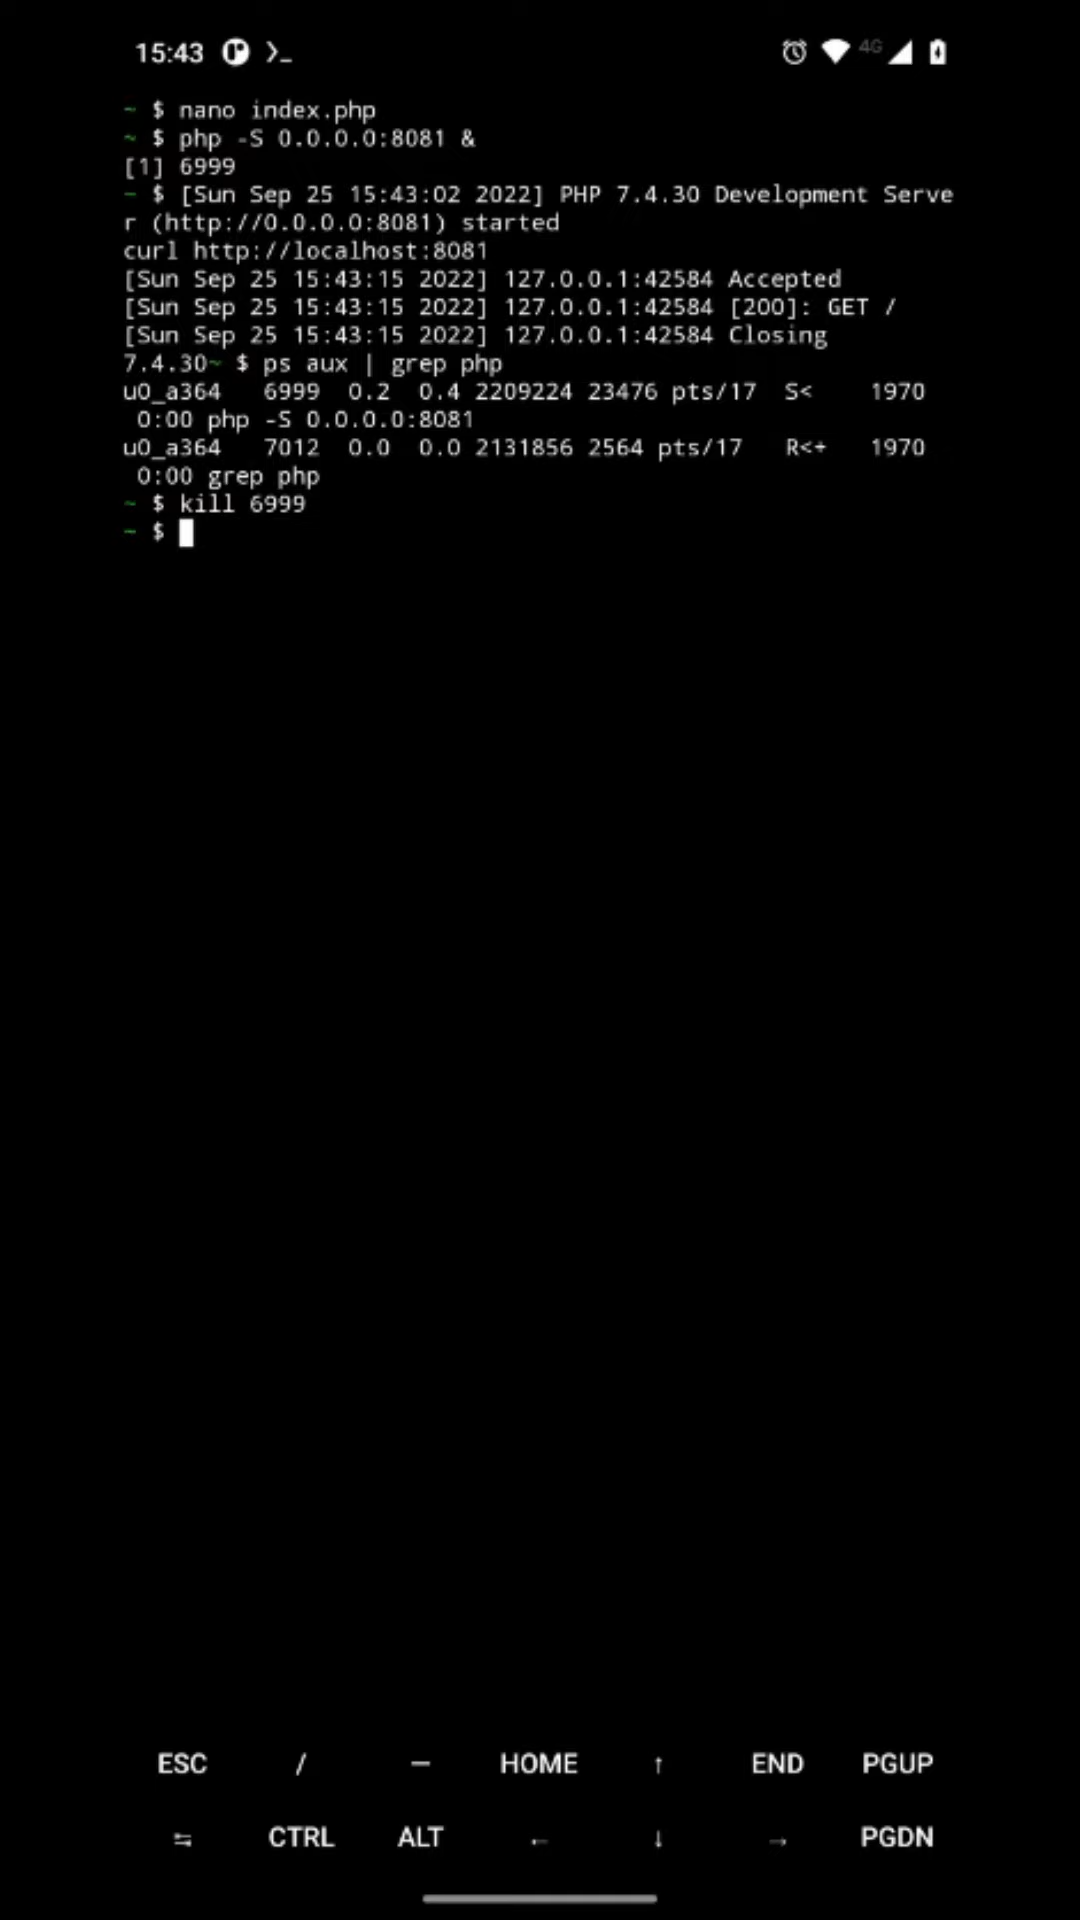 15:43
4G
~ $ nano index.php
~ $ php -S 0.0.0.0:8081 &
[1] 6999
~ $ [Sun Sep 25 15:43:02 2022] PHP 7.4.30 Development Serve
r (http://0.0.0.0:8081) started
curl http://localhost:8081
[Sun Sep 25 15:43:15 2022] 127.0.0.1:42584 Accepted
[Sun Sep 25 15:43:15 2022] 127.0.0.1:42584 [200]: GET /
[Sun Sep 25 15:43:15 2022] 127.0.0.1:42584 Closing
7.4.30~ $ ps aux | grep php
u0_a364   6999  0.2  0.4 2209224 23476 pts/17  S<    1970
 0:00 php -S 0.0.0.0:8081
u0_a364   7012  0.0  0.0 2131856 2564 pts/17   R<+   1970
 0:00 grep php
~ $ kill 6999
~ $
ESC / — HOME ↑ END PGUP
⇆ CTRL ALT ← ↓ → PGDN